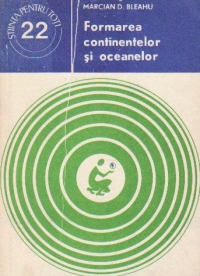 MARCIAN D. BLEAHU
ȘTIINȚA PENTRU TOȚI
22
Formarea
continentelor
și oceanelor